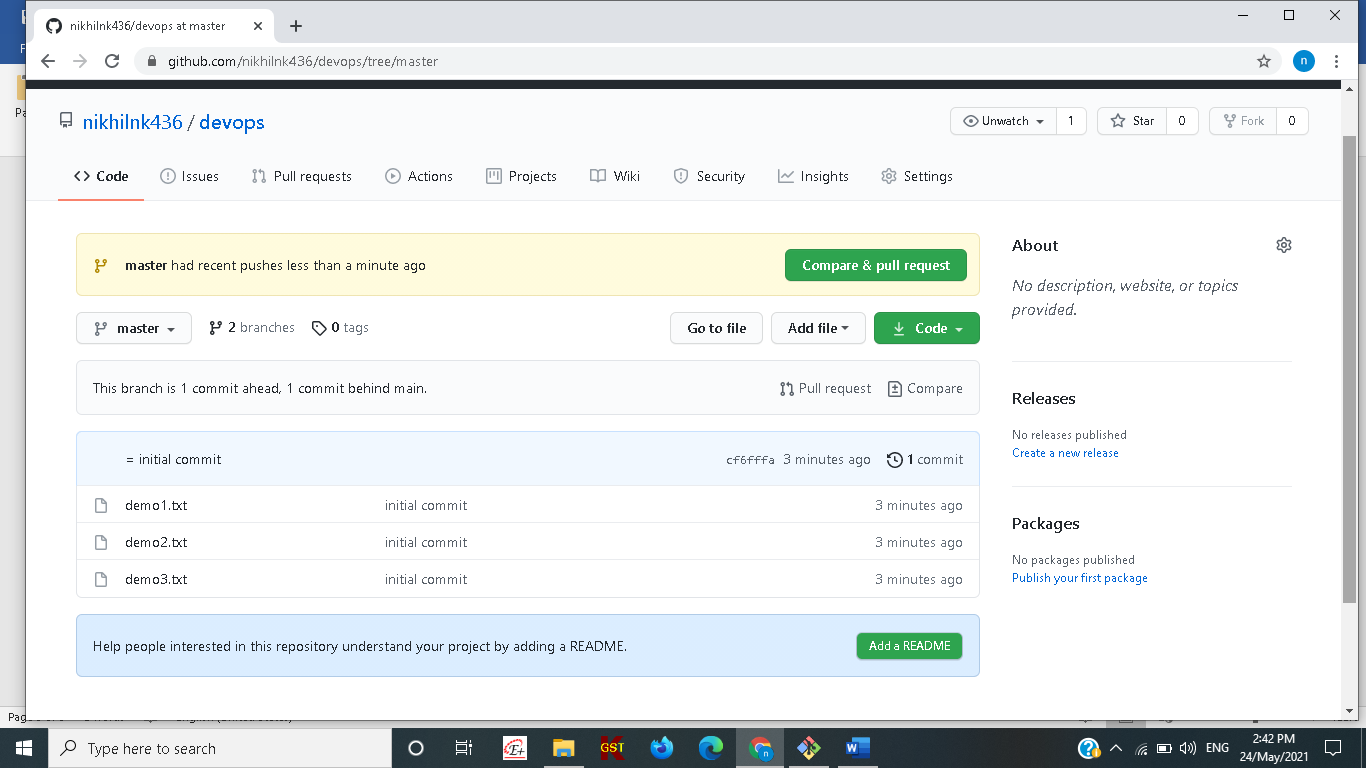 nikhilnk436/devops at master
github.com/nikhilnk436/devops/tree/master
n
nikhilnk436 / devops
Unwatch 1 Star 0 Fork 0
Code Issues Pull requests Actions Projects Wiki Security Insights Settings
master had recent pushes less than a minute ago Compare & pull request
master 2 branches 0 tags Go to file Add file Code
This branch is 1 commit ahead, 1 commit behind main. Pull request Compare
= initial commit cf6fffa 3 minutes ago 1 commit
demo1.txt initial commit 3 minutes ago
demo2.txt initial commit 3 minutes ago
demo3.txt initial commit 3 minutes ago
Help people interested in this repository understand your project by adding a README. Add a README
About
No description, website, or topics
provided.
Releases
No releases published
Create a new release
Packages
No packages published
Publish your first package
Type here to search
E+
GST
n
W
ENG
2:42 PM
24/May/2021